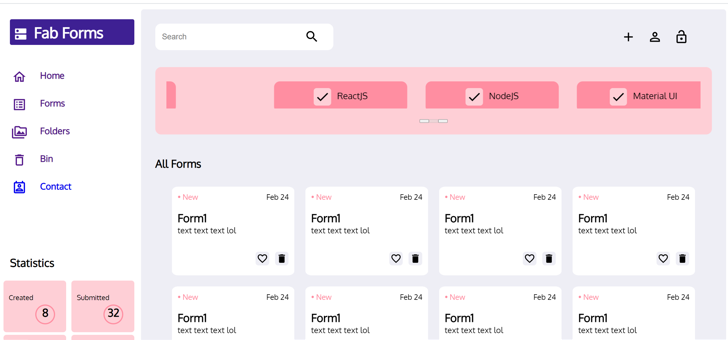 Fab Forms
Home
Forms
Folders
Bin
Contact
Statistics
Created
8
Submitted
32
Search
ReactJS
NodeJS
Material UI
All Forms
• New Feb 24
Form1
text text text lol
• New Feb 24
Form1
text text text lol
• New Feb 24
Form1
text text text lol
• New Feb 24
Form1
text text text lol
• New Feb 24
Form1
text text text lol
• New Feb 24
Form1
text text text lol
• New Feb 24
Form1
text text text lol
• New Feb 24
Form1
text text text lol